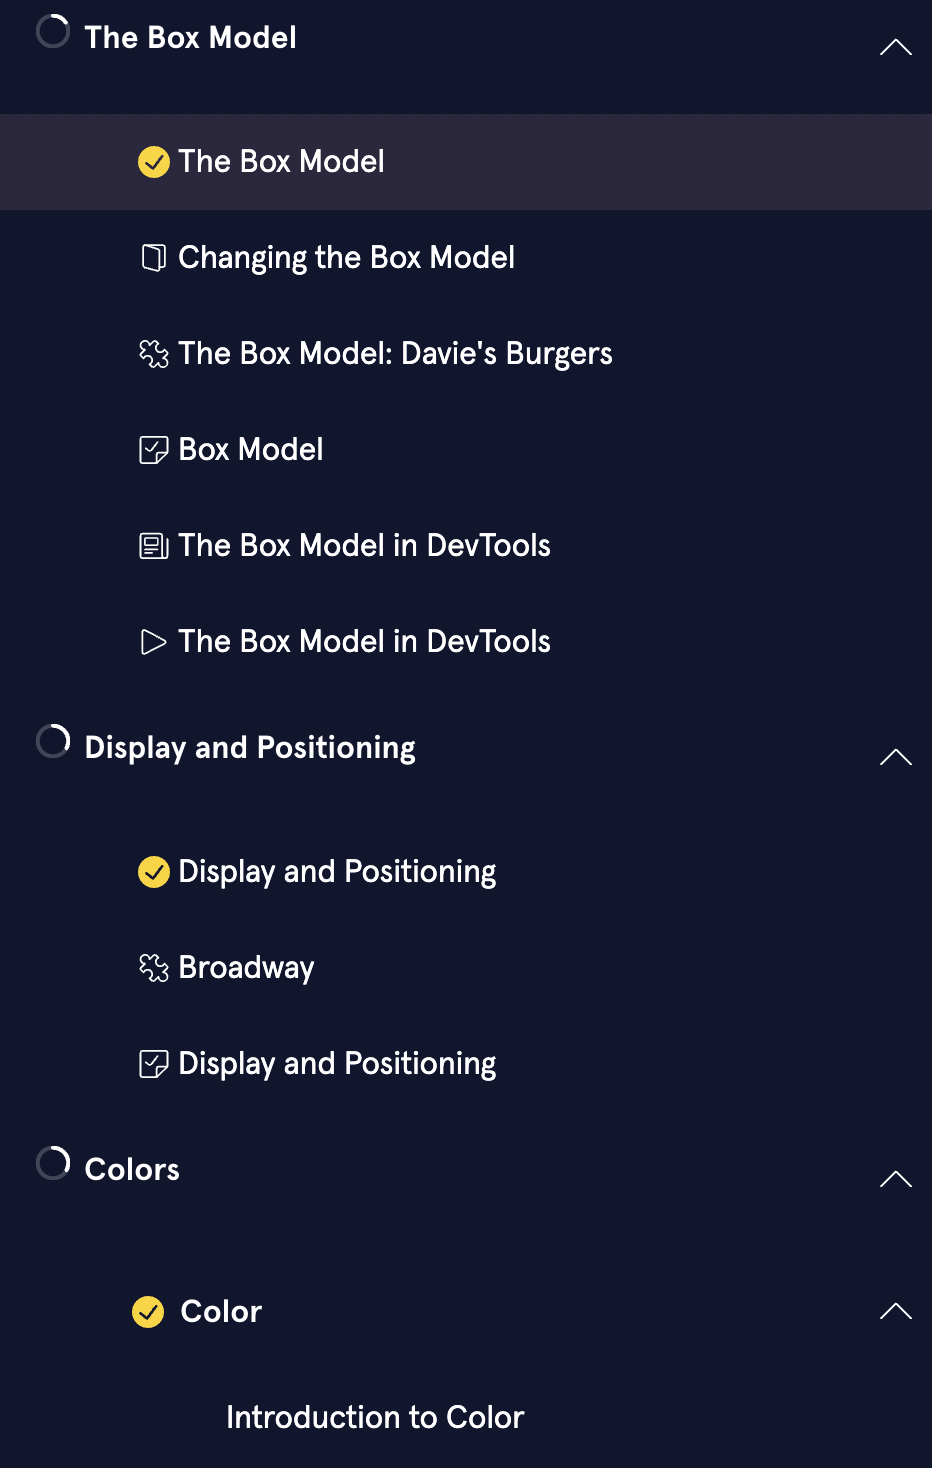 The Box Model
The Box Model
Changing the Box Model
The Box Model: Davie's Burgers
Box Model
The Box Model in DevTools
The Box Model in DevTools
Display and Positioning
Display and Positioning
Broadway
Display and Positioning
Colors
Color
Introduction to Color